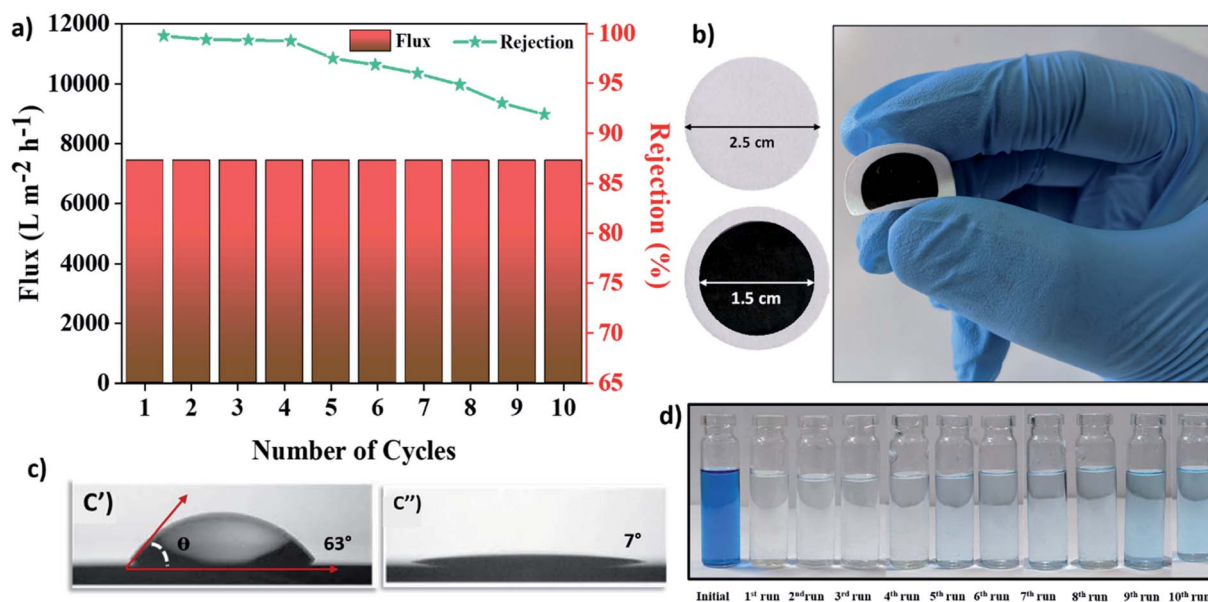 a)
12000
10000
8000
6000
4000
2000
0
Flux (L m⁻² h⁻¹)
Flux
Rejection
100
95
90
85
80
75
70
65
Rejection (%)
1 2 3 4 5 6 7 8 9 10
Number of Cycles
b)
2.5 cm
1.5 cm
c)
C')
θ
63°
C'')
7°
d)
Initial 1st run 2nd run 3rd run 4th run 5th run 6th run 7th run 8th run 9th run 10th run